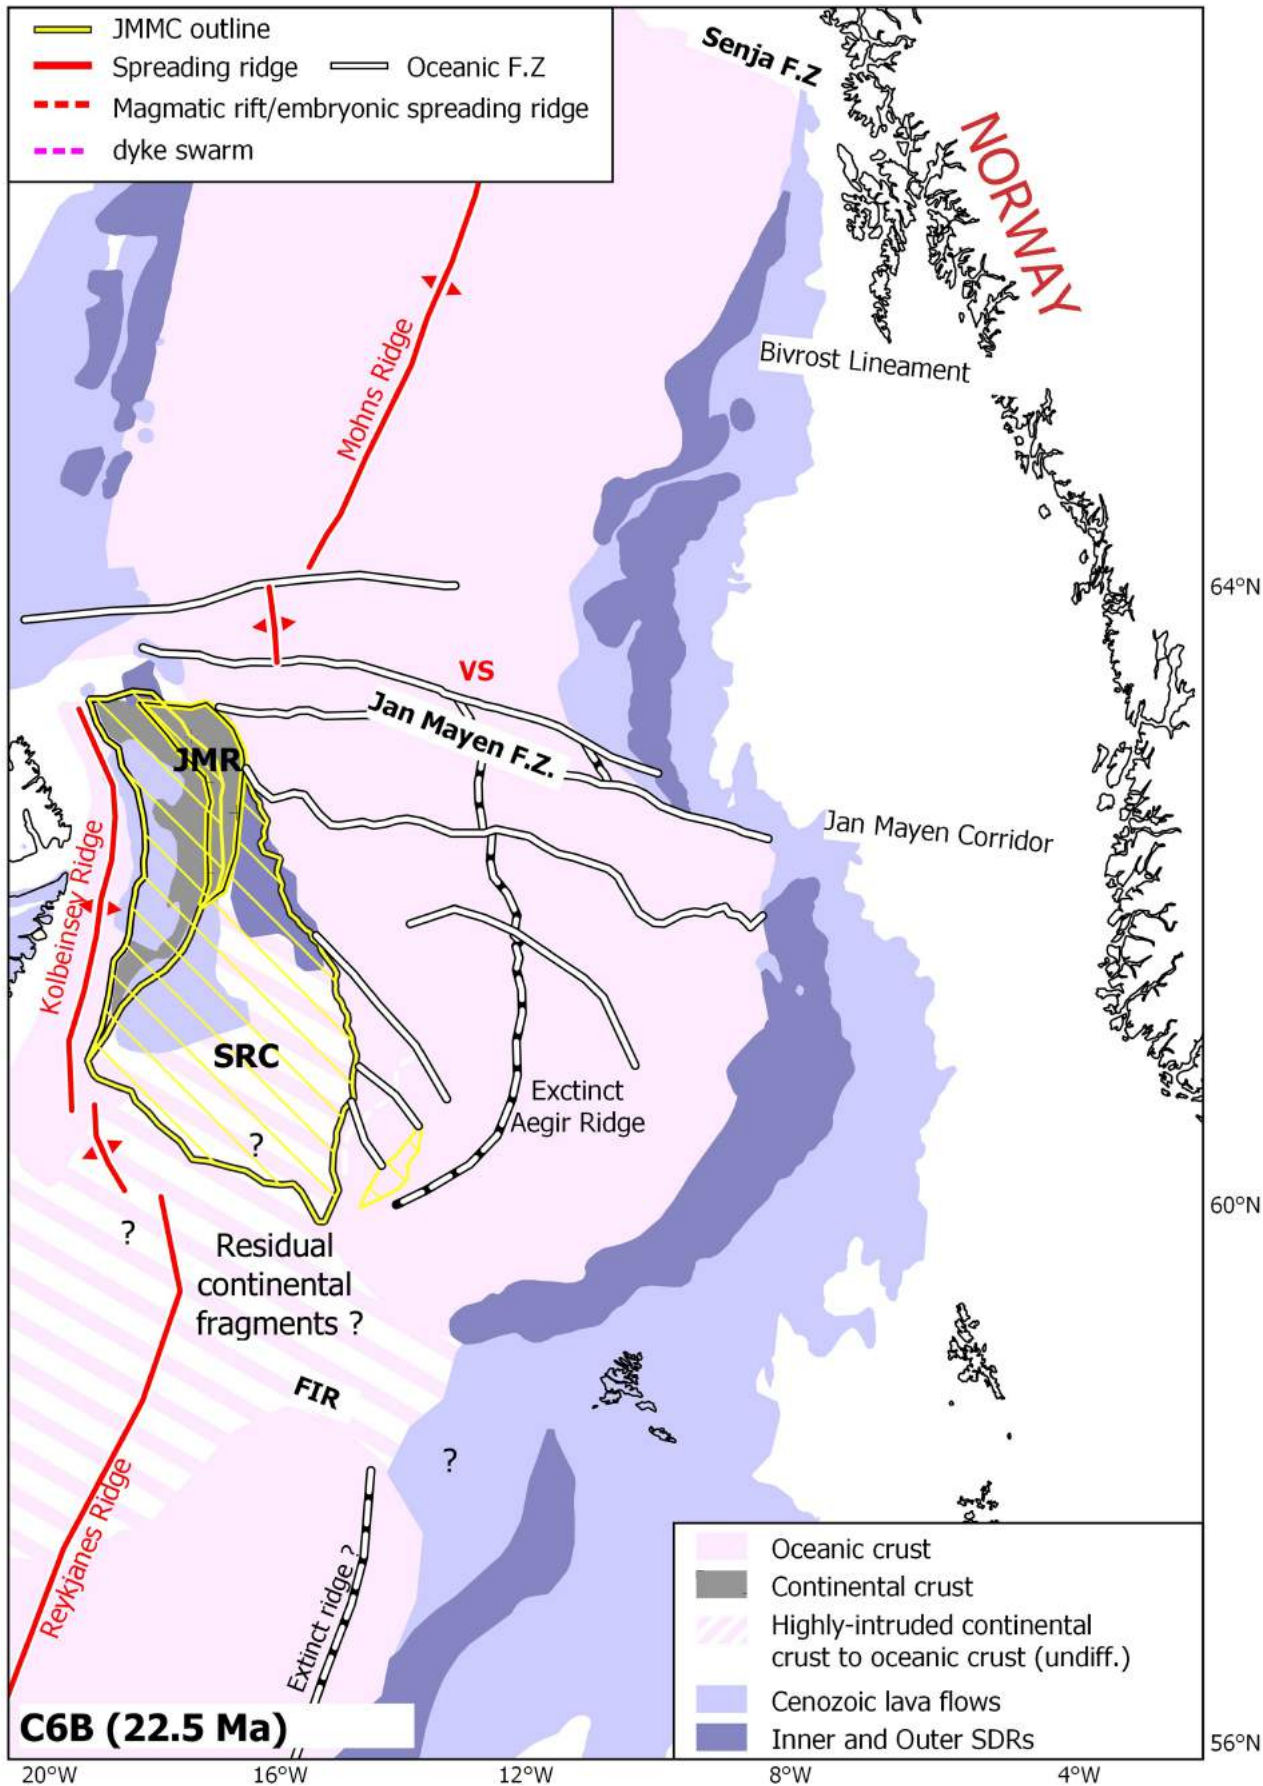 JMMC outline
Spreading ridge
Oceanic F.Z
Magmatic rift/embryonic spreading ridge
dyke swarm
Senja F.Z
NORWAY
Mohns Ridge
Bivrost Lineament
64°N
VS
Jan Mayen F.Z.
JMR
Jan Mayen Corridor
Kolbeinsey Ridge
SRC
Exctinct
Aegir Ridge
?
60°N
?
Residual
continental
fragments ?
FIR
?
Reykjanes Ridge
Extinct ridge ?
Oceanic crust
Continental crust
Highly-intruded continental
crust to oceanic crust (undiff.)
Cenozoic lava flows
Inner and Outer SDRs
C6B (22.5 Ma)
56°N
20°W
16°W
12°W
8°W
4°W